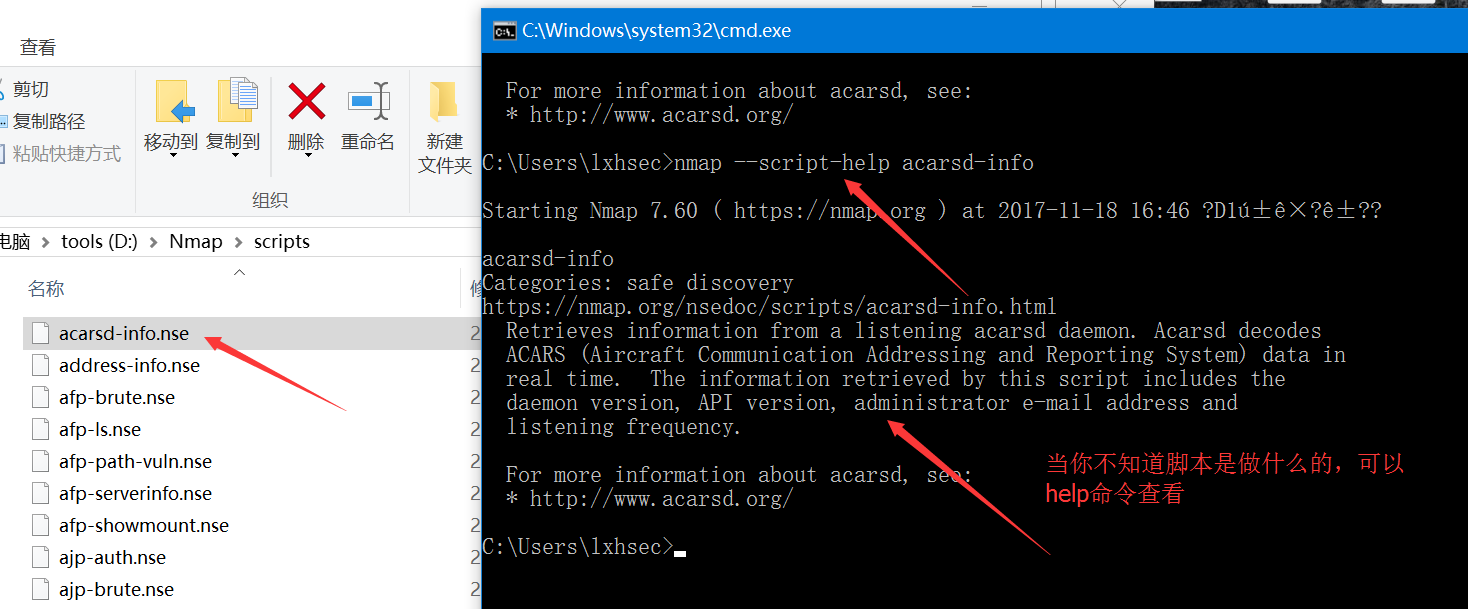 查看
剪切
复制路径
粘贴快捷方式
移动到
复制到
删除
重命名
新建
文件夹
组织
电脑 > tools (D:) > Nmap > scripts
名称
acarsd-info.nse
address-info.nse
afp-brute.nse
afp-ls.nse
afp-path-vuln.nse
afp-serverinfo.nse
afp-showmount.nse
ajp-auth.nse
ajp-brute.nse
C:\Windows\system32\cmd.exe
For more information about acarsd, see:
* http://www.acarsd.org/
C:\Users\lxhsec>nmap --script-help acarsd-info
Starting Nmap 7.60 ( https://nmap.org ) at 2017-11-18 16:46 ?D1ú±ê×?ê±??
acarsd-info
Categories: safe discovery
https://nmap.org/nsedoc/scripts/acarsd-info.html
Retrieves information from a listening acarsd daemon. Acarsd decodes
ACARS (Aircraft Communication Addressing and Reporting System) data in
real time.  The information retrieved by this script includes the
daemon version, API version, administrator e-mail address and
listening frequency.
For more information about acarsd, see:
* http://www.acarsd.org/
C:\Users\lxhsec>
当你不知道脚本是做什么的，可以
help命令查看